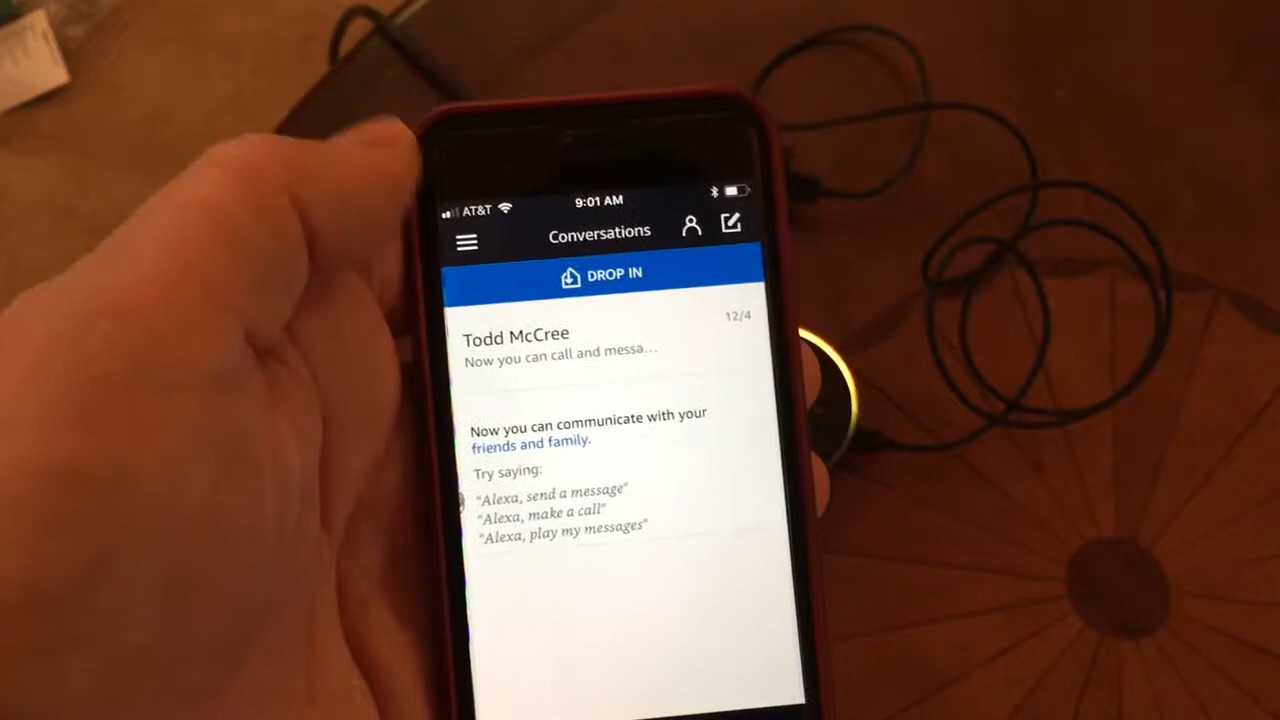 AT&T
9:01 AM
Conversations
DROP IN
Todd McCree
12/4
Now you can call and messa...
Now you can communicate with your
friends and family.
Try saying:
"Alexa, send a message"
"Alexa, make a call"
"Alexa, play my messages"